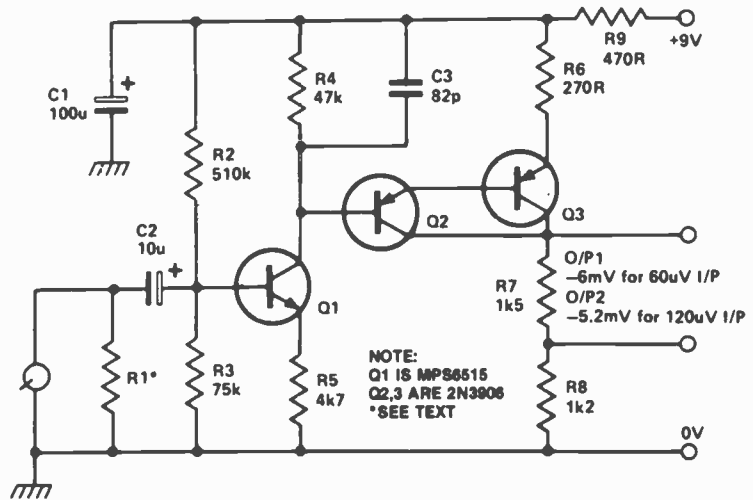 R9
470R
+9V
C1
100u
+
R4
47k
C3
82p
R6
270R
R2
510k
Q2
Q3
C2
10u
+
O/P1
–6mV for 60uV I/P
R7
1k5
O/P2
–5.2mV for 120uV I/P
Q1
R1*
R3
75k
R5
4k7
NOTE:
Q1 IS MPS6515
Q2,3 ARE 2N3906
*SEE TEXT
R8
1k2
0V